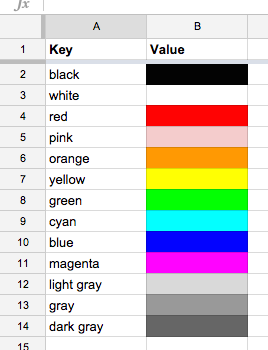 fx
A B
1 Key Value
2 black
3 white
4 red
5 pink
6 orange
7 yellow
8 green
9 cyan
10 blue
11 magenta
12 light gray
13 gray
14 dark gray
15